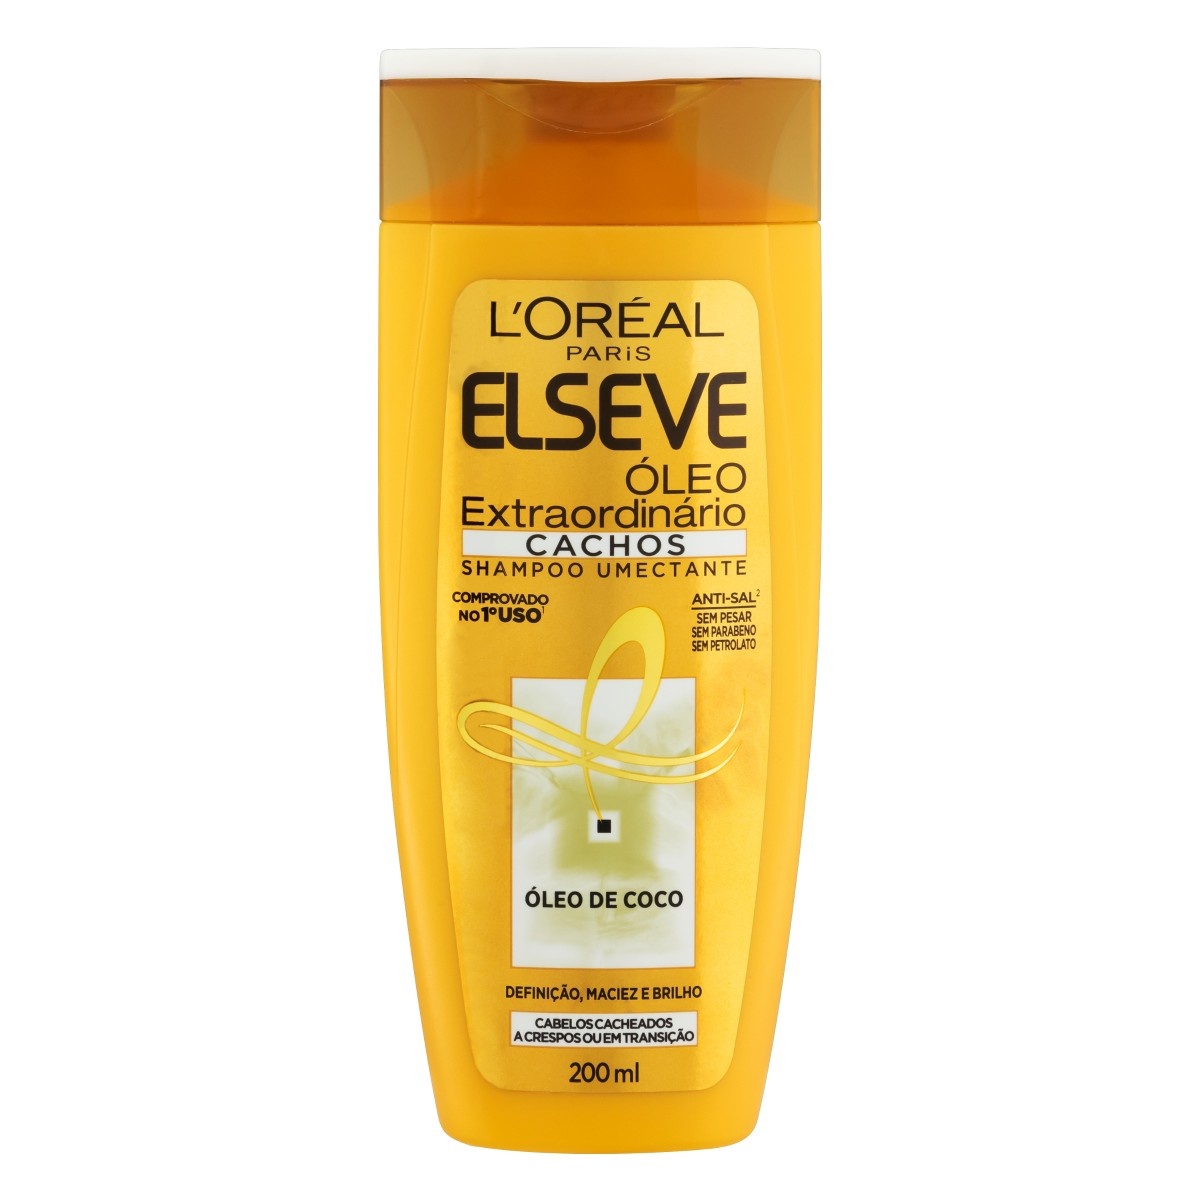 L'ORÉAL
PARiS
ELSEVE
ÓLEO
Extraordinário
CACHOS
SHAMPOO UMECTANTE
COMPROVADO
NO 1º USO¹
ANTI-SAL²
SEM PESAR
SEM PARABENO
SEM PETROLATO
ÓLEO DE COCO
DEFINIÇÃO, MACIEZ E BRILHO
CABELOS CACHEADOS
A CRESPOS OU EM TRANSIÇÃO
200 ml